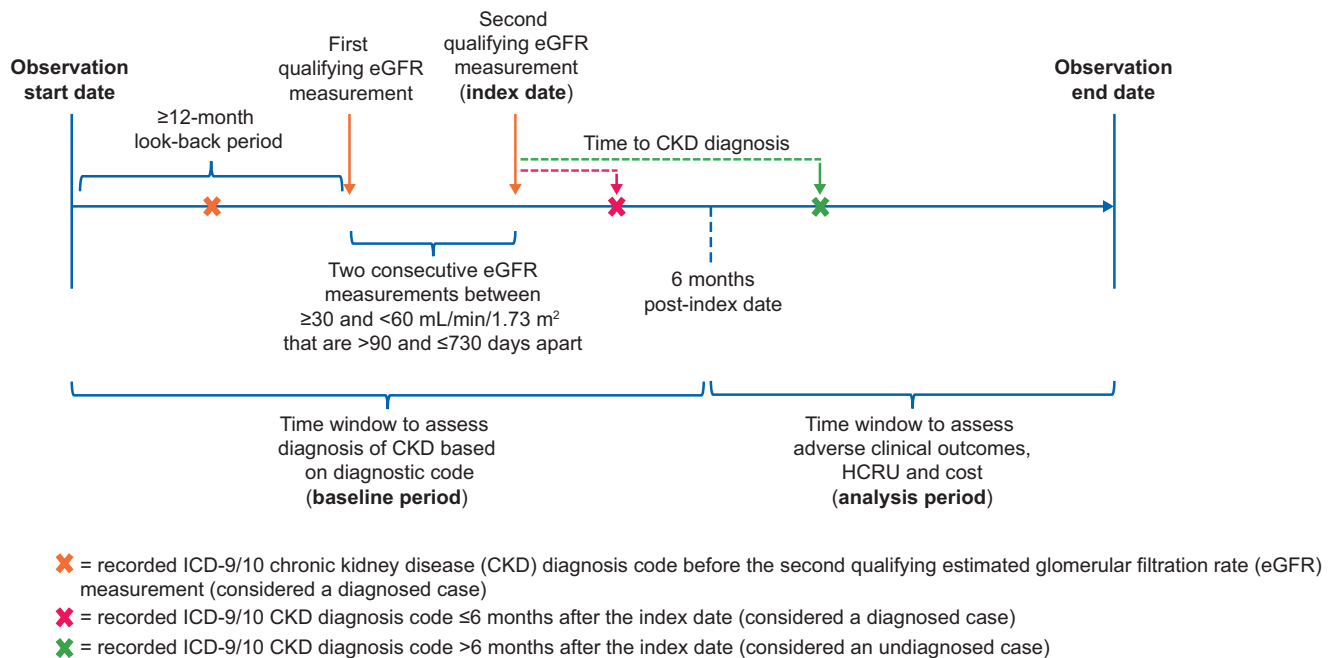 Observation
start date
≥12-month
look-back period
First
qualifying eGFR
measurement
Second
qualifying eGFR
measurement
(index date)
Time to CKD diagnosis
Observation
end date
Two consecutive eGFR
measurements between
≥30 and <60 mL/min/1.73 m²
that are >90 and ≤730 days apart
6 months
post-index date
Time window to assess
diagnosis of CKD based
on diagnostic code
(baseline period)
Time window to assess
adverse clinical outcomes,
HCRU and cost
(analysis period)
= recorded ICD-9/10 chronic kidney disease (CKD) diagnosis code before the second qualifying estimated glomerular filtration rate (eGFR)
measurement (considered a diagnosed case)
= recorded ICD-9/10 CKD diagnosis code ≤6 months after the index date (considered a diagnosed case)
= recorded ICD-9/10 CKD diagnosis code >6 months after the index date (considered an undiagnosed case)